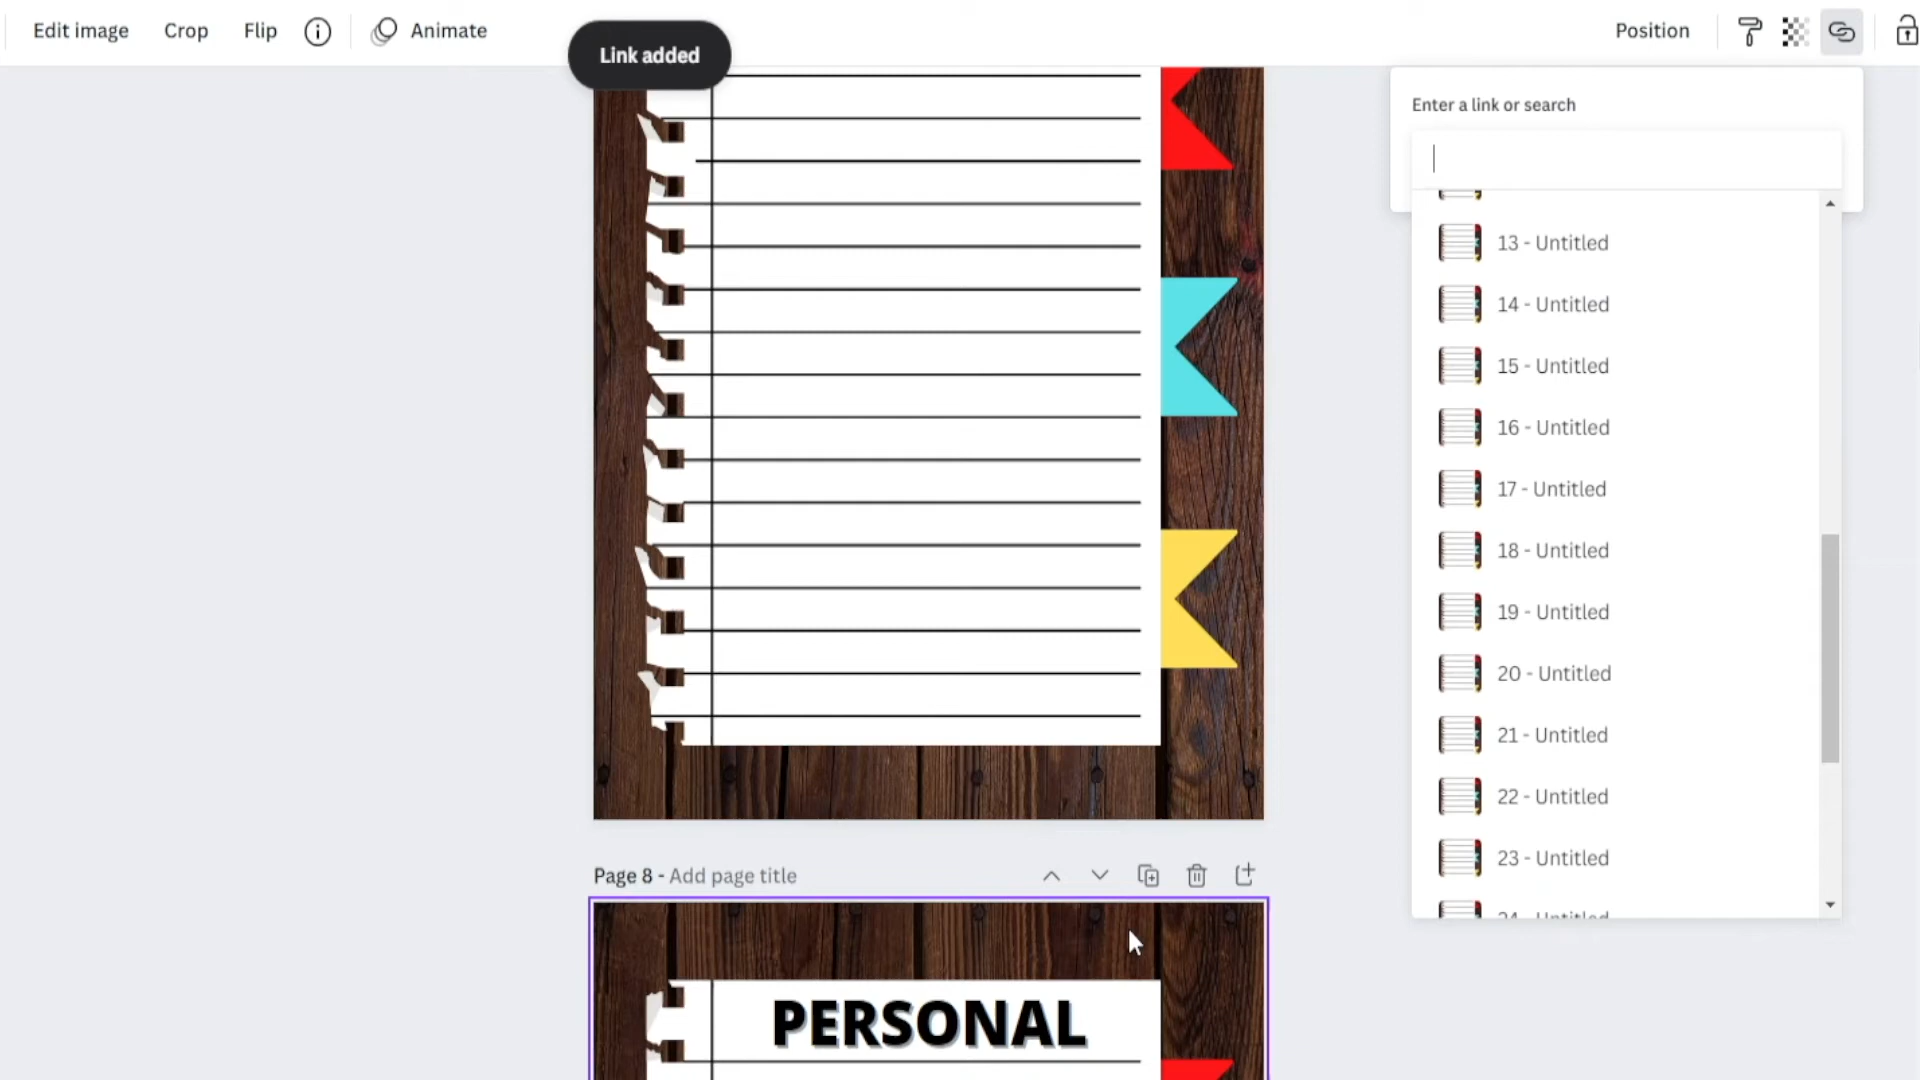 Edit image
Crop
Flip
Animate
Link added
Position
Enter a link or search
13 - Untitled
14 - Untitled
15 - Untitled
16 - Untitled
17 - Untitled
18 - Untitled
19 - Untitled
20 - Untitled
21 - Untitled
22 - Untitled
23 - Untitled
24 - Untitled
Page 8 - Add page title
PERSONAL